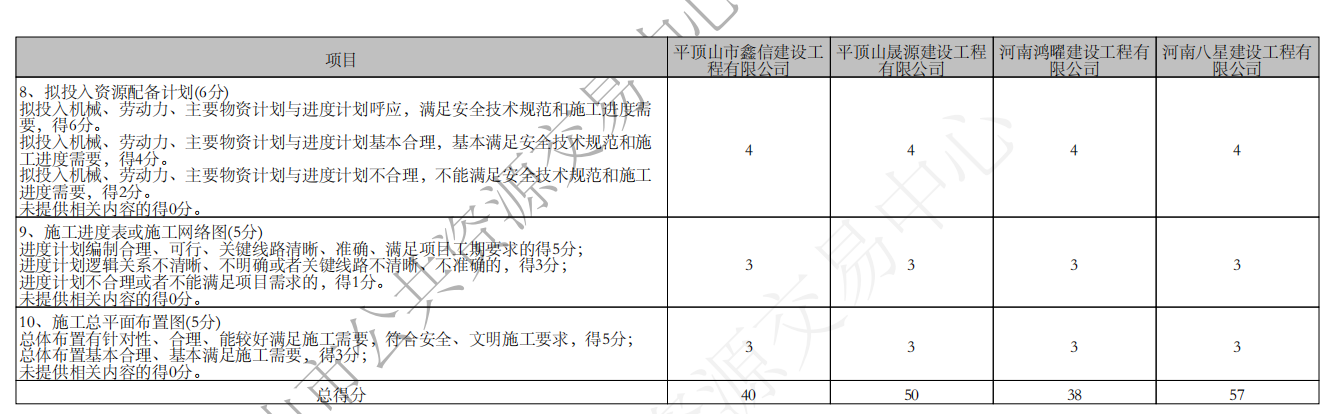 项目
平顶山市鑫信建设工
程有限公司
平顶山晟源建设工程
有限公司
河南鸿曜建设工程有
限公司
河南八星建设工程有
限公司
8、拟投入资源配备计划(6分)
拟投入机械、劳动力、主要物资计划与进度计划呼应，满足安全技术规范和施工进度需
要，得6分。
拟投入机械、劳动力、主要物资计划与进度计划基本合理，基本满足安全技术规范和施
工进度需要，得4分。
拟投入机械、劳动力、主要物资计划与进度计划不合理，不能满足安全技术规范和施工
进度需要，得2分。
未提供相关内容的得0分。
4
4
4
4
9、施工进度表或施工网络图(5分)
进度计划编制合理、可行、关键线路清晰、准确、满足项目工期要求的得5分；
进度计划逻辑关系不清晰、不明确或者关键线路不清晰、不准确的，得3分；
进度计划不合理或者不能满足项目需求的，得1分。
未提供相关内容的得0分。
3
3
3
3
10、施工总平面布置图(5分)
总体布置有针对性、合理、能较好满足施工需要，符合安全、文明施工要求，得5分；
总体布置基本合理、基本满足施工需要，得3分；
未提供相关内容的得0分。
3
3
3
3
总得分
40
50
38
57
市公共资源交易中心
资源交易中心